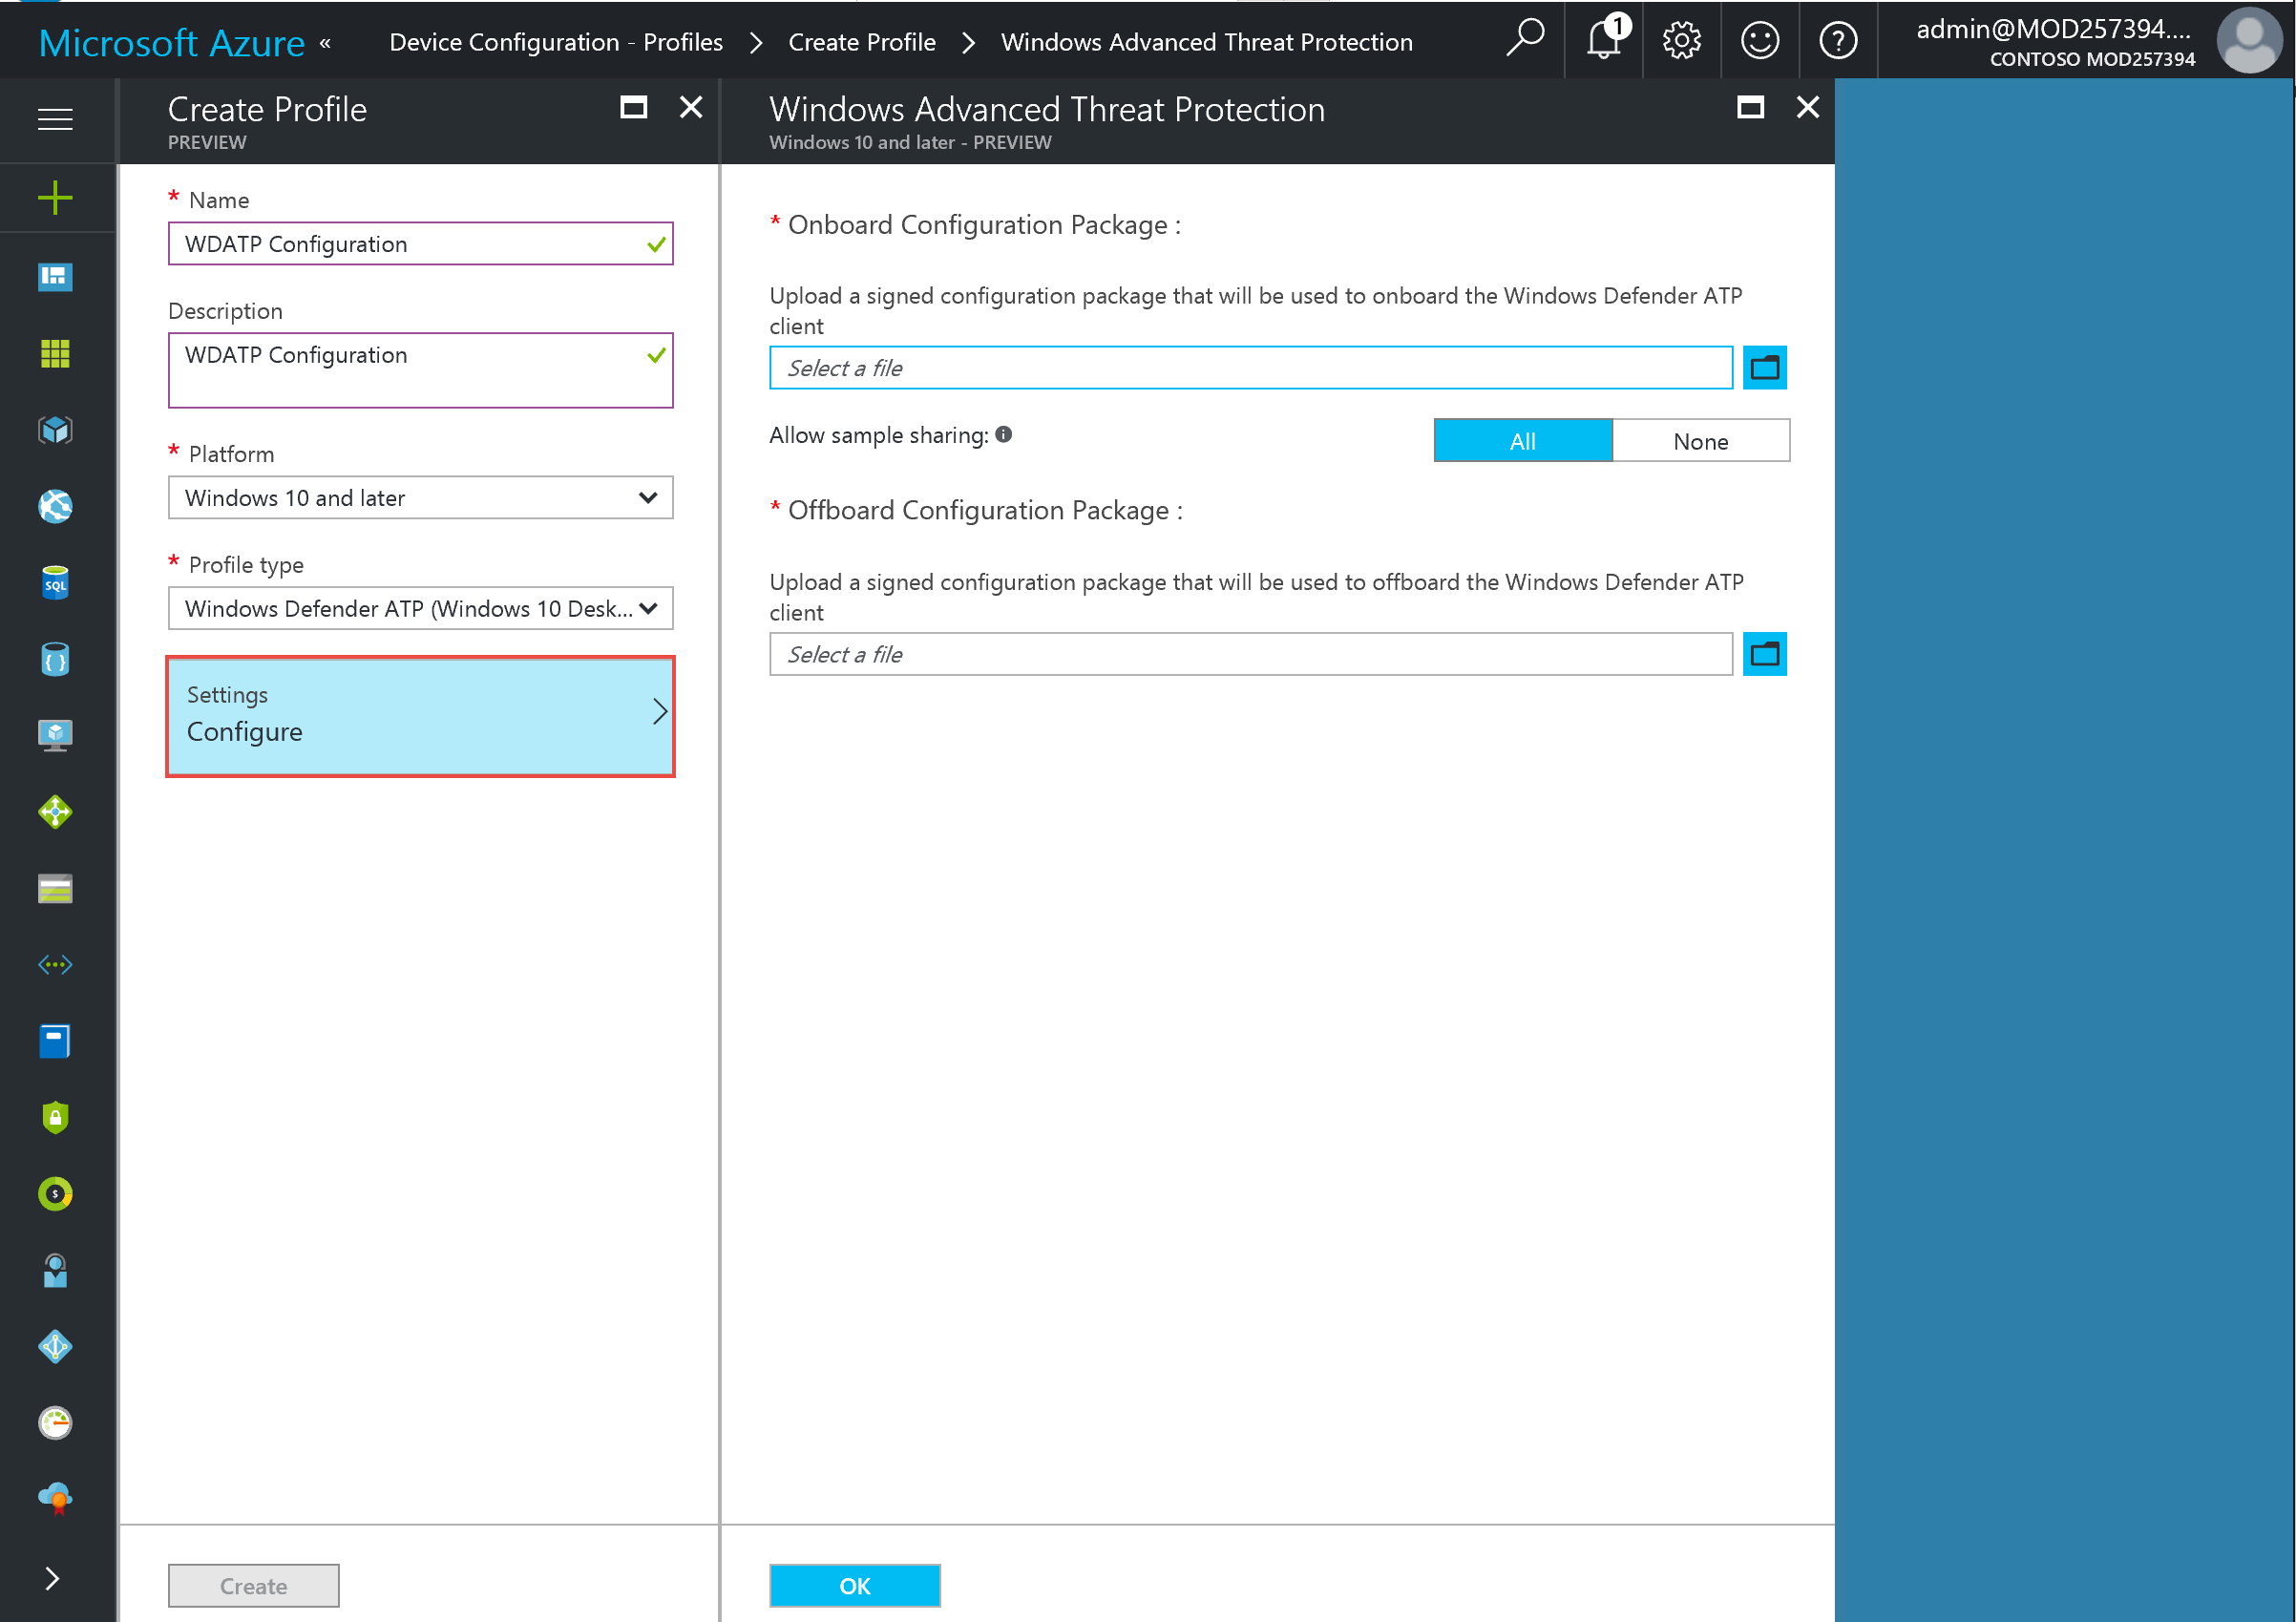 Microsoft Azure «
Device Configuration - Profiles > Create Profile > Windows Advanced Threat Protection
1
?
admin@MOD257394....
CONTOSO MOD257394
Create Profile
PREVIEW
* Name
WDATP Configuration
Description
WDATP Configuration
* Platform
Windows 10 and later
* Profile type
Windows Defender ATP (Windows 10 Desk...
Settings
Configure
Create
Windows Advanced Threat Protection
Windows 10 and later - PREVIEW
* Onboard Configuration Package :
Upload a signed configuration package that will be used to onboard the Windows Defender ATP
client
Select a file
Allow sample sharing:
All
None
* Offboard Configuration Package :
Upload a signed configuration package that will be used to offboard the Windows Defender ATP
client
Select a file
OK
SQL
{ }
$